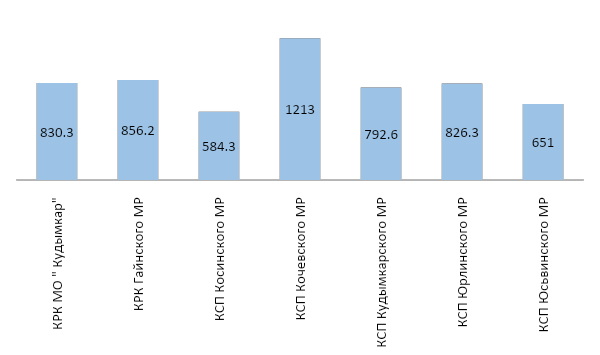 830.3
856.2
584.3
1213
792.6
826.3
651
КРК МО " Кудымкар"
КРК Гайнского МР
КСП Косинского МР
КСП Кочевского МР
КСП Кудымкарского МР
КСП Юрлинского МР
КСП Юсьвинского МР